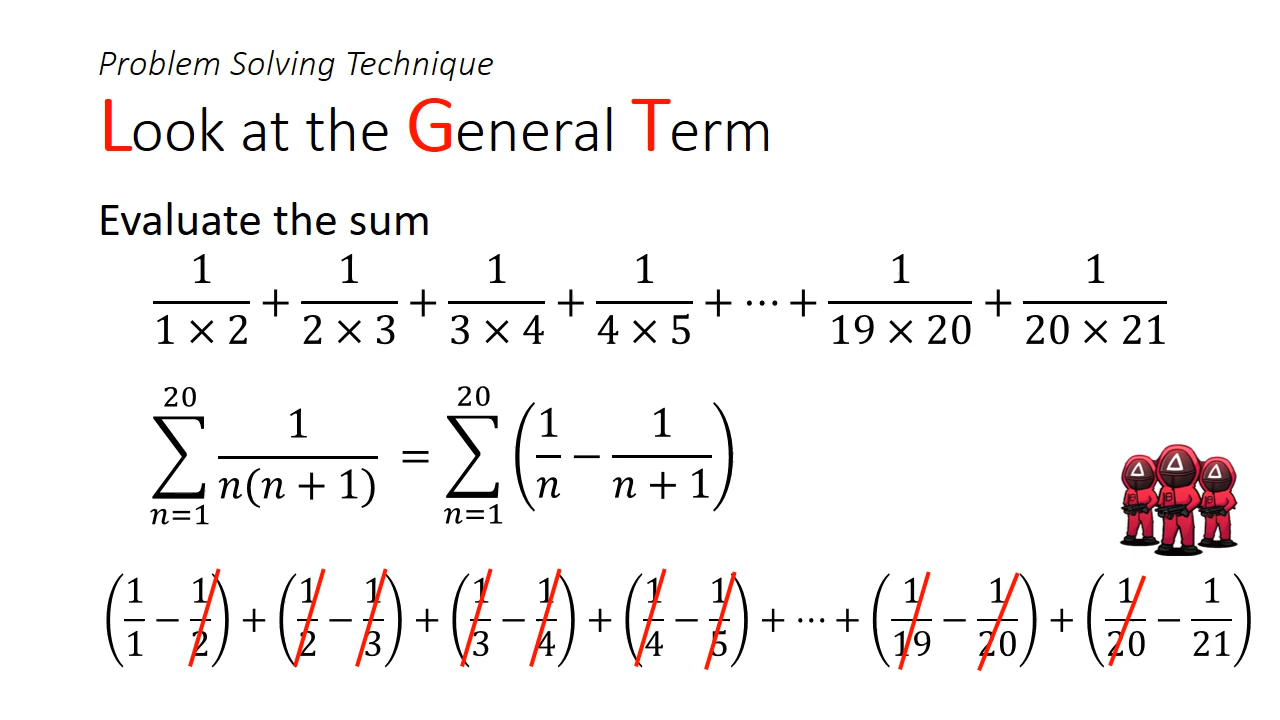 Problem Solving Technique
Look at the General Term
Evaluate the sum
1/(1 × 2) + 1/(2 × 3) + 1/(3 × 4) + 1/(4 × 5) + ⋯ + 1/(19 × 20) + 1/(20 × 21)
∑_{n=1}^{20} 1/(n(n + 1)) = ∑_{n=1}^{20} (1/n − 1/(n + 1))
(1/1 − 1/2) + (1/2 − 1/3) + (1/3 − 1/4) + (1/4 − 1/5) + ⋯ + (1/19 − 1/20) + (1/20 − 1/21)